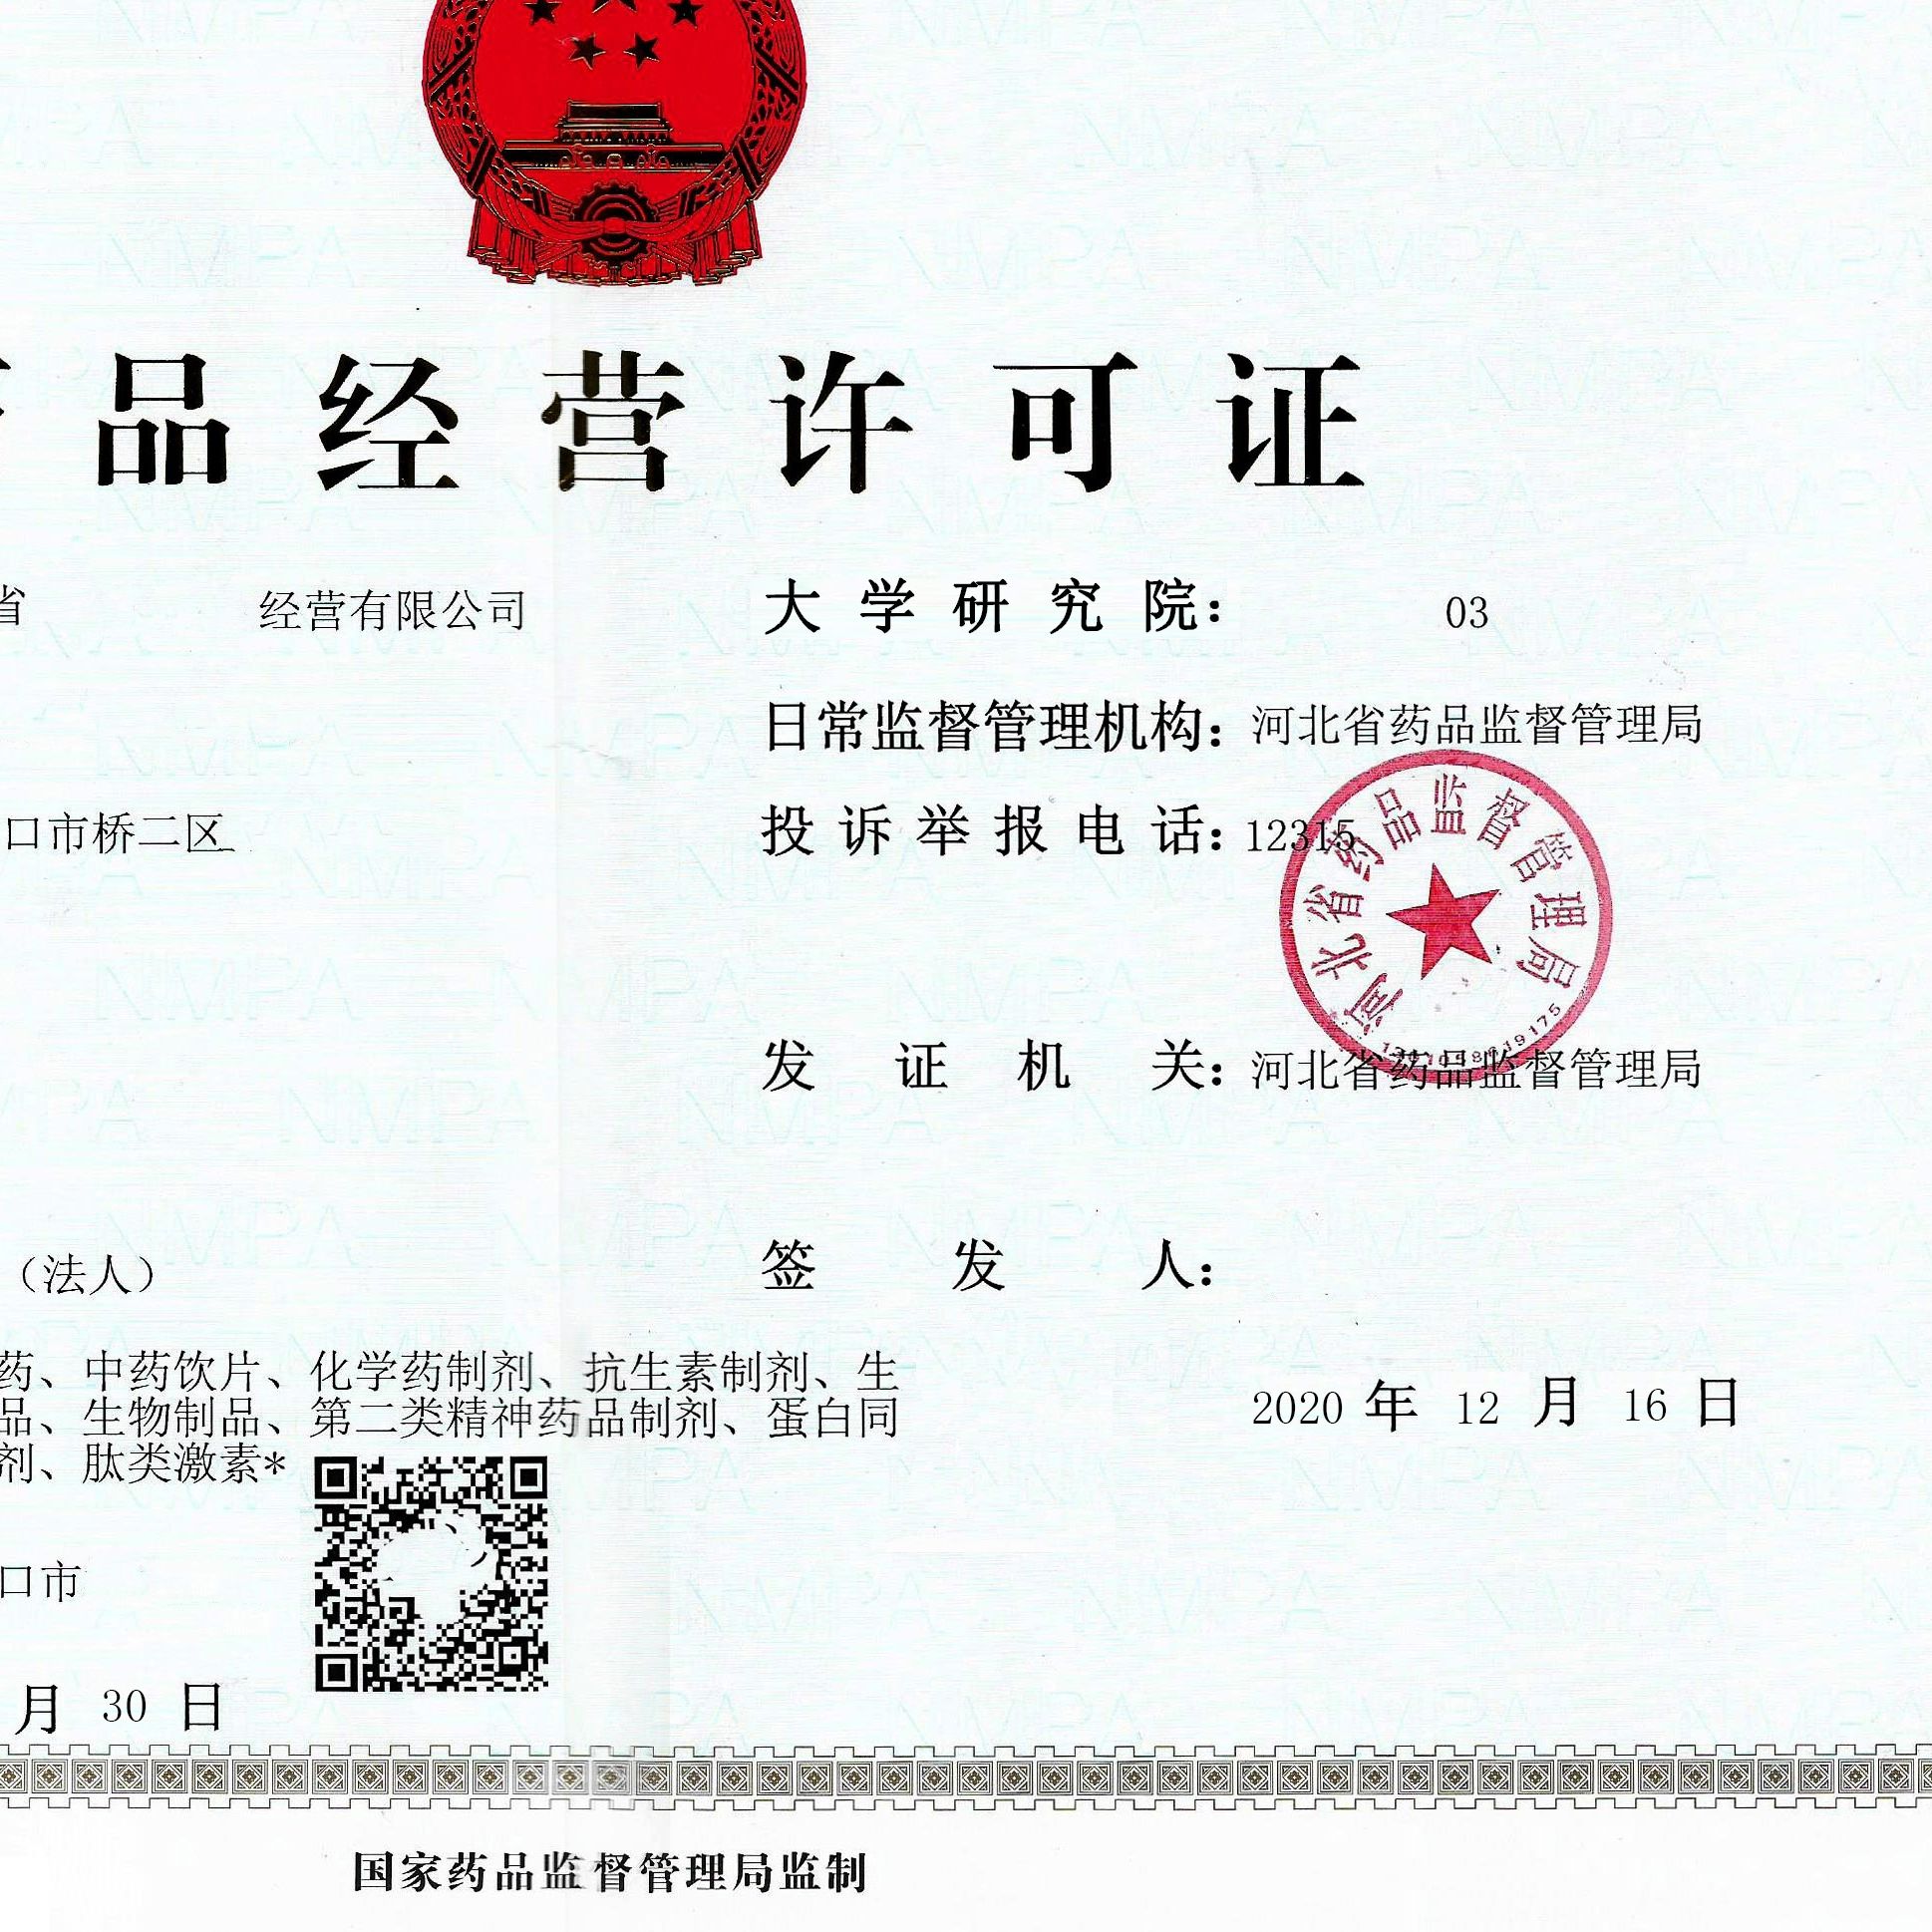 品经营许可证
省 经营有限公司
大学研究院： 03
日常监督管理机构：河北省药品监督管理局
口市桥二区
投诉举报电话：12315
河北省药品监督管理局
发证机关：河北省药品监督管理局
（法人）
签发人：
药、中药饮片、化学药制剂、抗生素制剂、生
品、生物制品、第二类精神药品制剂、蛋白同
剂、肽类激素*
2020 年 12 月 16 日
口市
月 30 日
国家药品监督管理局监制